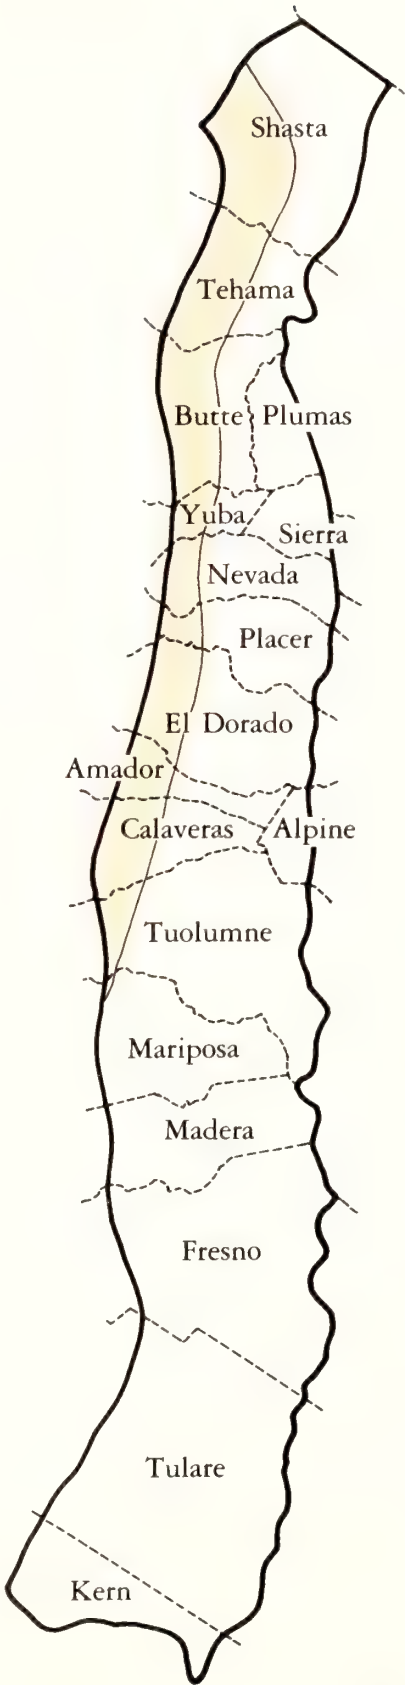 Shasta
Tehama
Butte Plumas
Yuba
Sierra
Nevada
Placer
El Dorado
Amador
Calaveras Alpine
Tuolumne
Mariposa
Madera
Fresno
Tulare
Kern